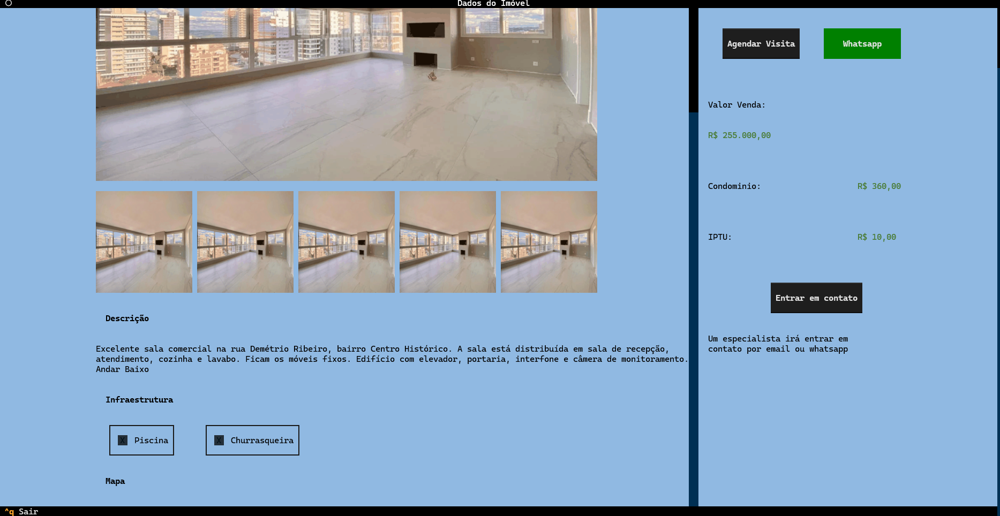 Dados do Imóvel
Agendar Visita
Whatsapp
Valor Venda:
R$ 255.000,00
Condominio:
R$ 360,00
IPTU:
R$ 10,00
Entrar em contato
Um especialista irá entrar em
contato por email ou whatsapp
Descrição
Excelente sala comercial na rua Demétrio Ribeiro, bairro Centro Histórico. A sala está distribuída em sala de recepção,
atendimento, cozinha e lavabo. Ficam os móveis fixos. Edifício com elevador, portaria, interfone e câmera de monitoramento.
Andar Baixo
Infraestrutura
X Piscina
X Churrasqueira
Mapa
^q Sair